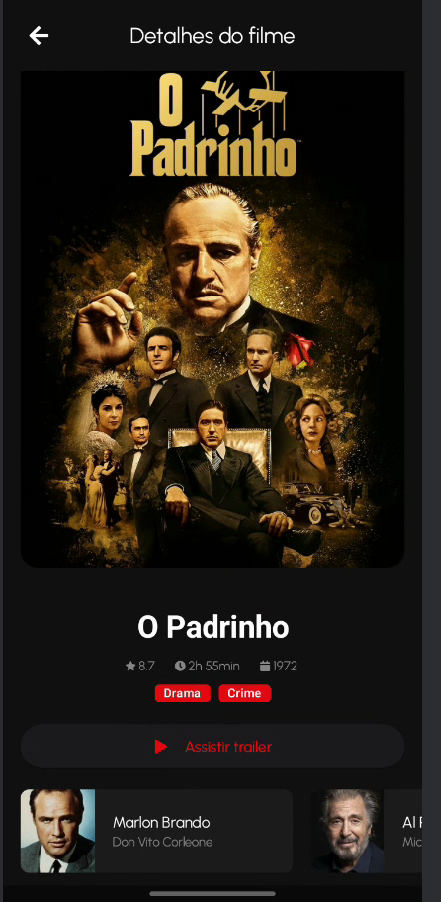 Detalhes do filme
O
Padrinho
O Padrinho
8.7 2h 55min 1972
Drama Crime
Assistir trailer
Marlon Brando
Don Vito Corleone
Al
Mic